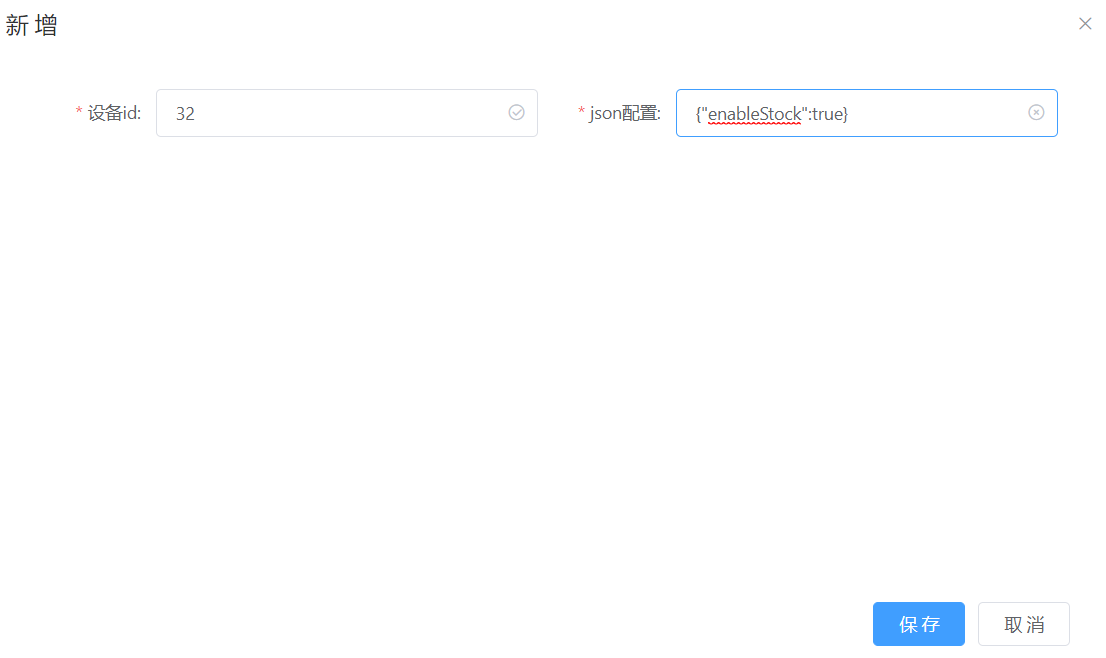 新增
* 设备id: 32 * json配置: {"enableStock":true}
保存 取消